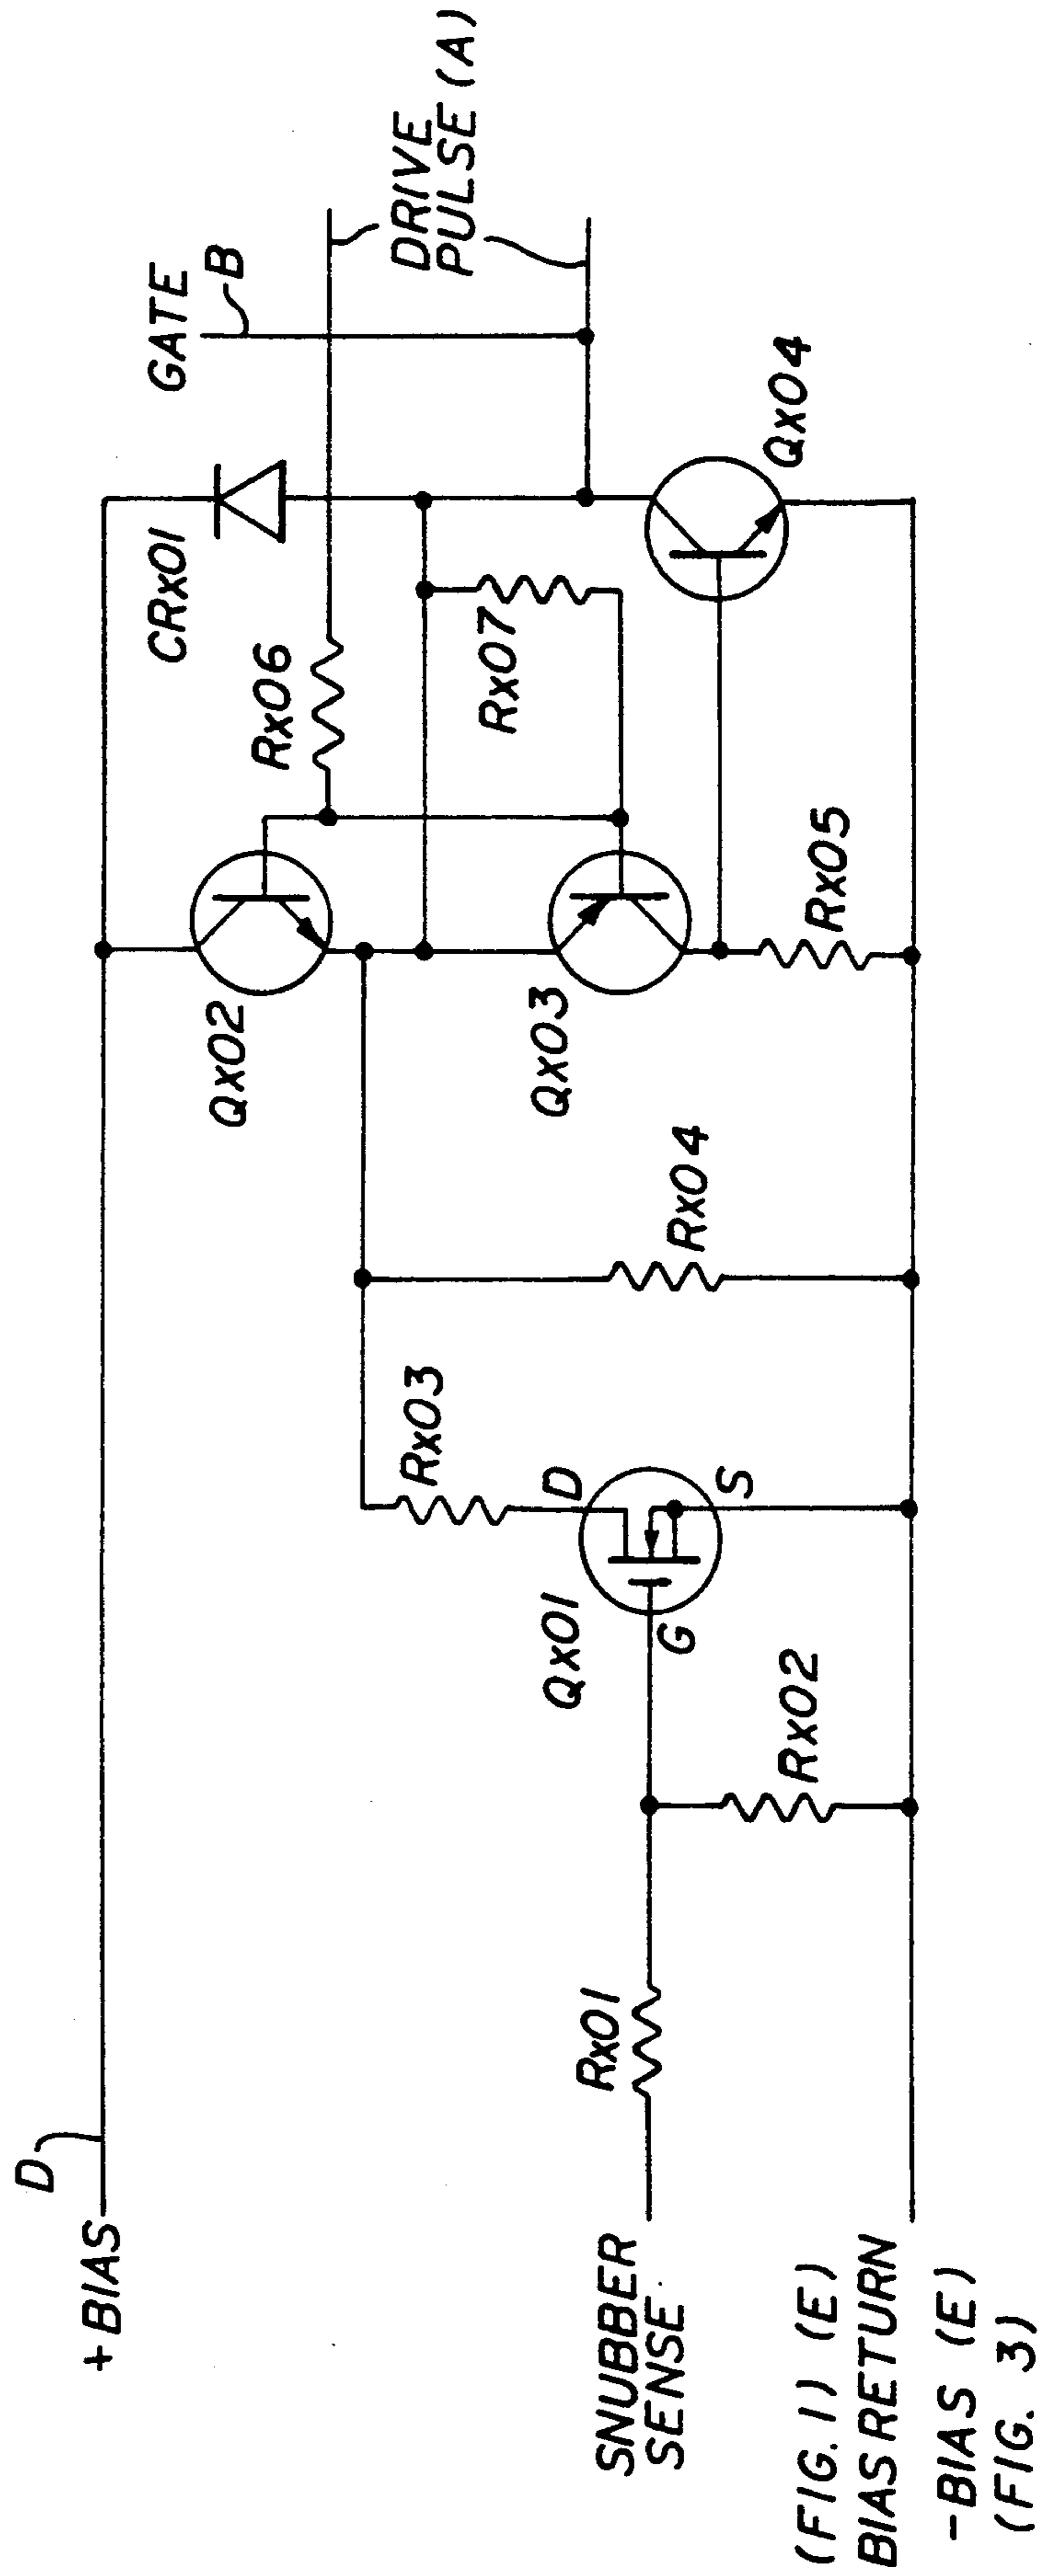 D
+BIAS
SNUBBER
SENSE
(FIG. 1) (E)
BIAS RETURN
-BIAS (E)
(FIG. 3)
Rx01
Rx02
Qx01
G
D
S
Rx03
Rx04
Qx02
Qx03
Rx05
CRx01
Rx06
Rx07
Qx04
GATE
B
DRIVE
PULSE (A)